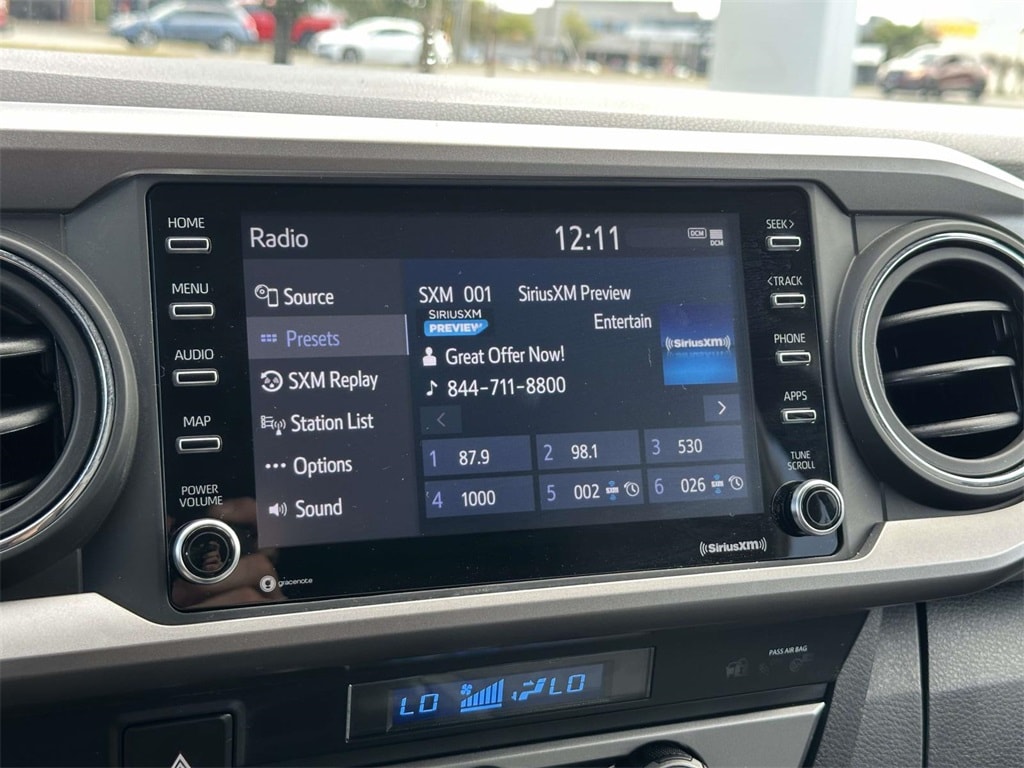 HOME
MENU
AUDIO
MAP
POWER
VOLUME
Radio
12:11
DCM
DCM
Source
Presets
SXM Replay
Station List
Options
Sound
SXM 001 SiriusXM Preview
Entertain
SIRIUSXM
PREVIEW
((SiriusXM))
Great Offer Now!
844-711-8800
1 87.9 2 98.1 3 530
4 1000 5 002 SXM 6 026 SXM
SEEK >
< TRACK
PHONE
APPS
TUNE
SCROLL
gracenote
((SiriusXM))
PASS AIR BAG
LO LO